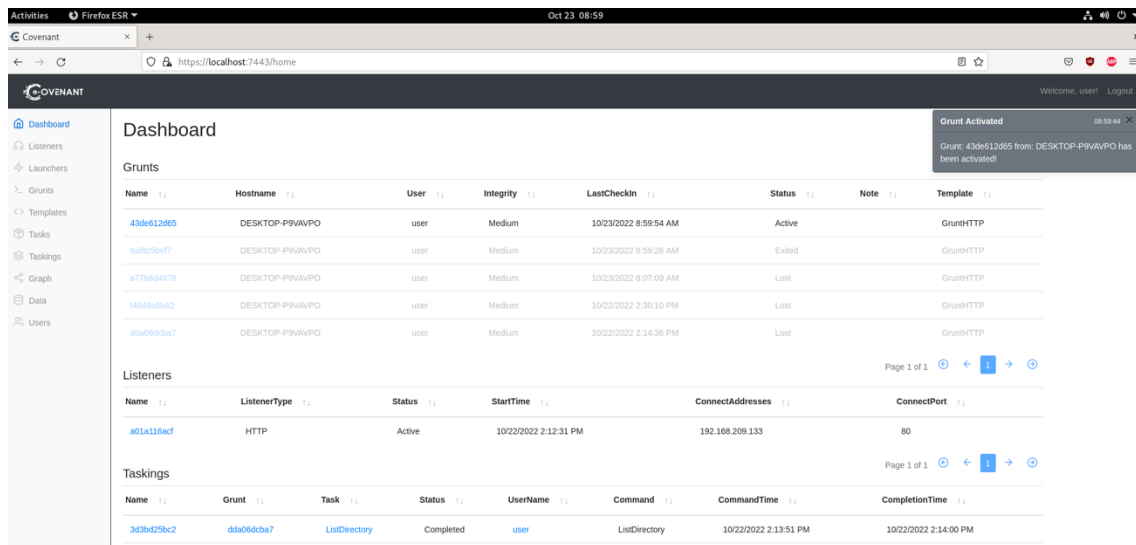 Activities Firefox ESR Oct 23 08:59
Covenant
https://localhost:7443/home
COVENANT Welcome, user! Logout
Dashboard
Listeners
Launchers
Grunts
Templates
Tasks
Taskings
Graph
Data
Users
Dashboard
Grunt Activated 08:59:44
Grunt: 43de612d65 from: DESKTOP-P9VAVPO has
been activated!
Grunts
Name Hostname User Integrity LastCheckIn Status Note Template
43de612d65 DESKTOP-P9VAVPO user Medium 10/23/2022 8:59:54 AM Active GruntHTTP
6af8c5bef7 DESKTOP-P9VAVPO user Medium 10/23/2022 8:59:26 AM Exited GruntHTTP
a77b8d4976 DESKTOP-P9VAVPO user Medium 10/23/2022 8:07:09 AM Lost GruntHTTP
f4649a5b42 DESKTOP-P9VAVPO user Medium 10/22/2022 2:30:10 PM Lost GruntHTTP
dda06dcba7 DESKTOP-P9VAVPO user Medium 10/22/2022 2:14:36 PM Lost GruntHTTP
Page 1 of 1 1
Listeners
Name ListenerType Status StartTime ConnectAddresses ConnectPort
a01a116acf HTTP Active 10/22/2022 2:12:31 PM 192.168.209.133 80
Page 1 of 1 1
Taskings
Name Grunt Task Status UserName Command CommandTime CompletionTime
3d3bd25bc2 dda06dcba7 ListDirectory Completed user ListDirectory 10/22/2022 2:13:51 PM 10/22/2022 2:14:00 PM